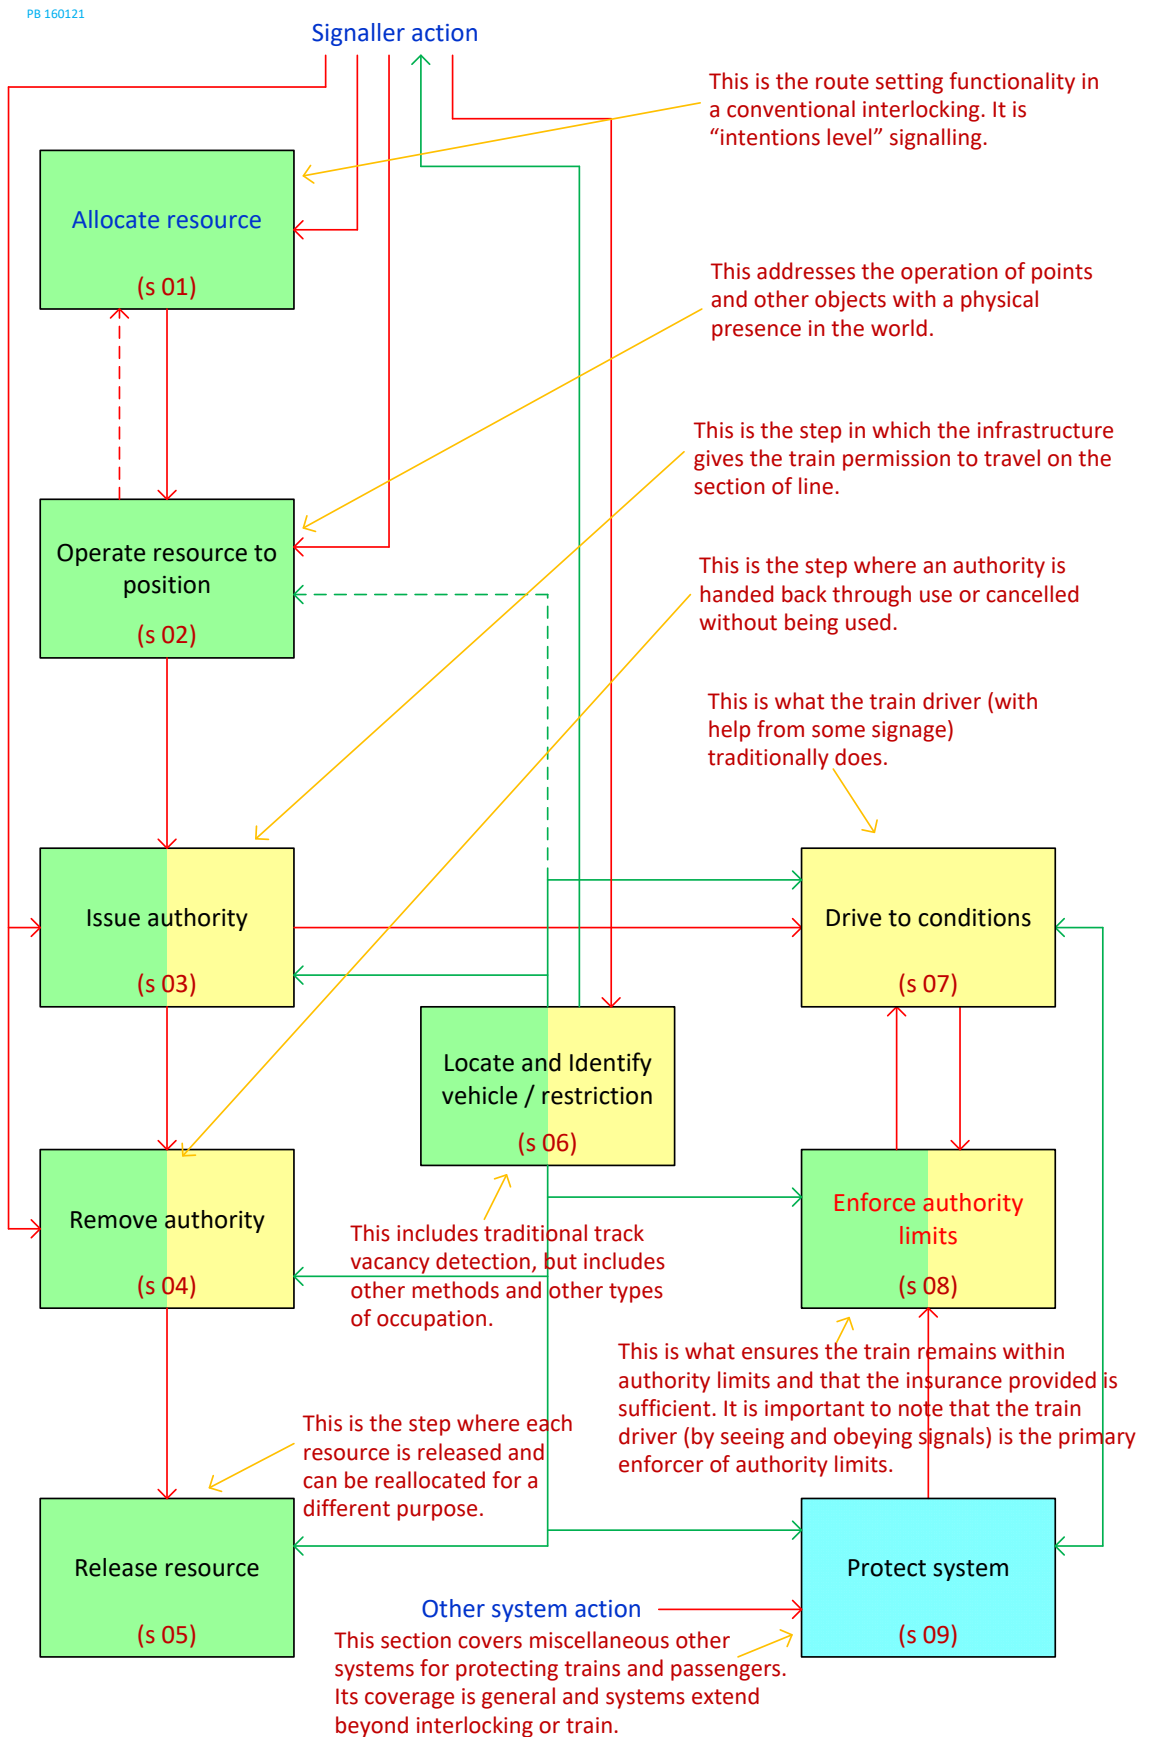 PB 160121
Signaller action
This is the route setting functionality in
a conventional interlocking. It is
“intentions level” signalling.
Allocate resource
(s 01)
This addresses the operation of points
and other objects with a physical
presence in the world.
This is the step in which the infrastructure
gives the train permission to travel on the
section of line.
Operate resource to
position
(s 02)
This is the step where an authority is
handed back through use or cancelled
without being used.
This is what the train driver (with
help from some signage)
traditionally does.
Issue authority
(s 03)
Drive to conditions
(s 07)
Locate and Identify
vehicle / restriction
(s 06)
Remove authority
(s 04)
Enforce authority
limits
(s 08)
This includes traditional track
vacancy detection, but includes
other methods and other types
of occupation.
This is what ensures the train remains within
authority limits and that the insurance provided is
sufficient. It is important to note that the train
driver (by seeing and obeying signals) is the primary
enforcer of authority limits.
This is the step where each
resource is released and
can be reallocated for a
different purpose.
Release resource
(s 05)
Protect system
(s 09)
Other system action
This section covers miscellaneous other
systems for protecting trains and passengers.
Its coverage is general and systems extend
beyond interlocking or train.